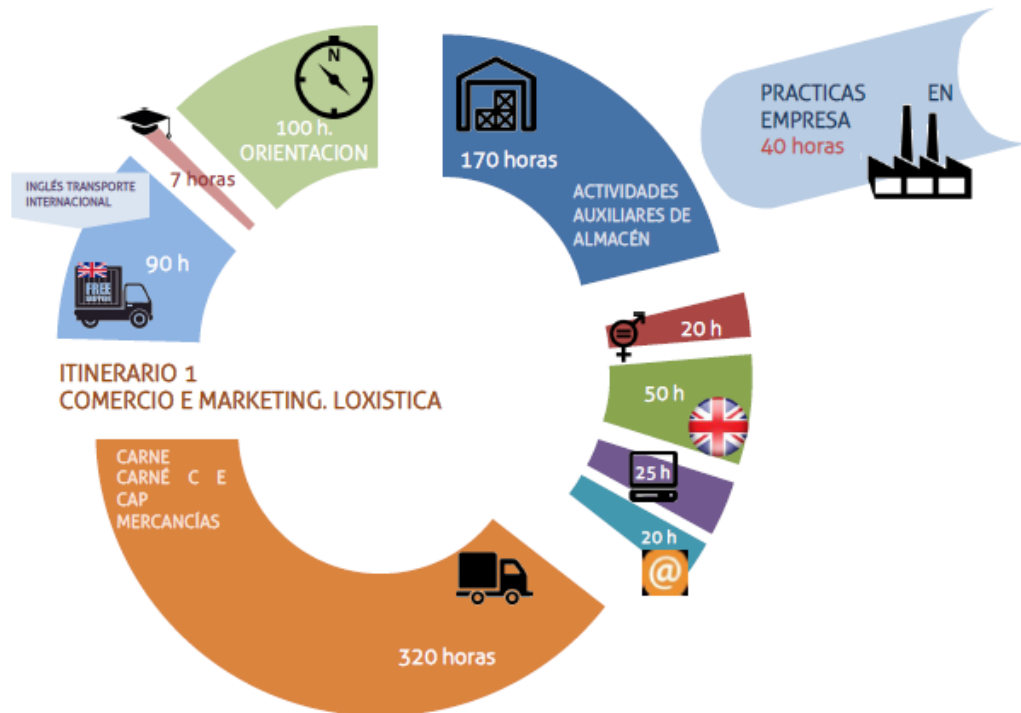 N
100 h.
ORIENTACION
170 horas
ACTIVIDADES
AUXILIARES DE
ALMACÉN
PRACTICAS EN
EMPRESA
40 horas
7 horas
INGLÉS TRANSPORTE
INTERNACIONAL
90 h
FREE
20 h
ITINERARIO 1
COMERCIO E MARKETING. LOXISTICA
50 h
25 h
20 h
@
CARNE
CARNÉ C E
CAP
MERCANCÍAS
320 horas